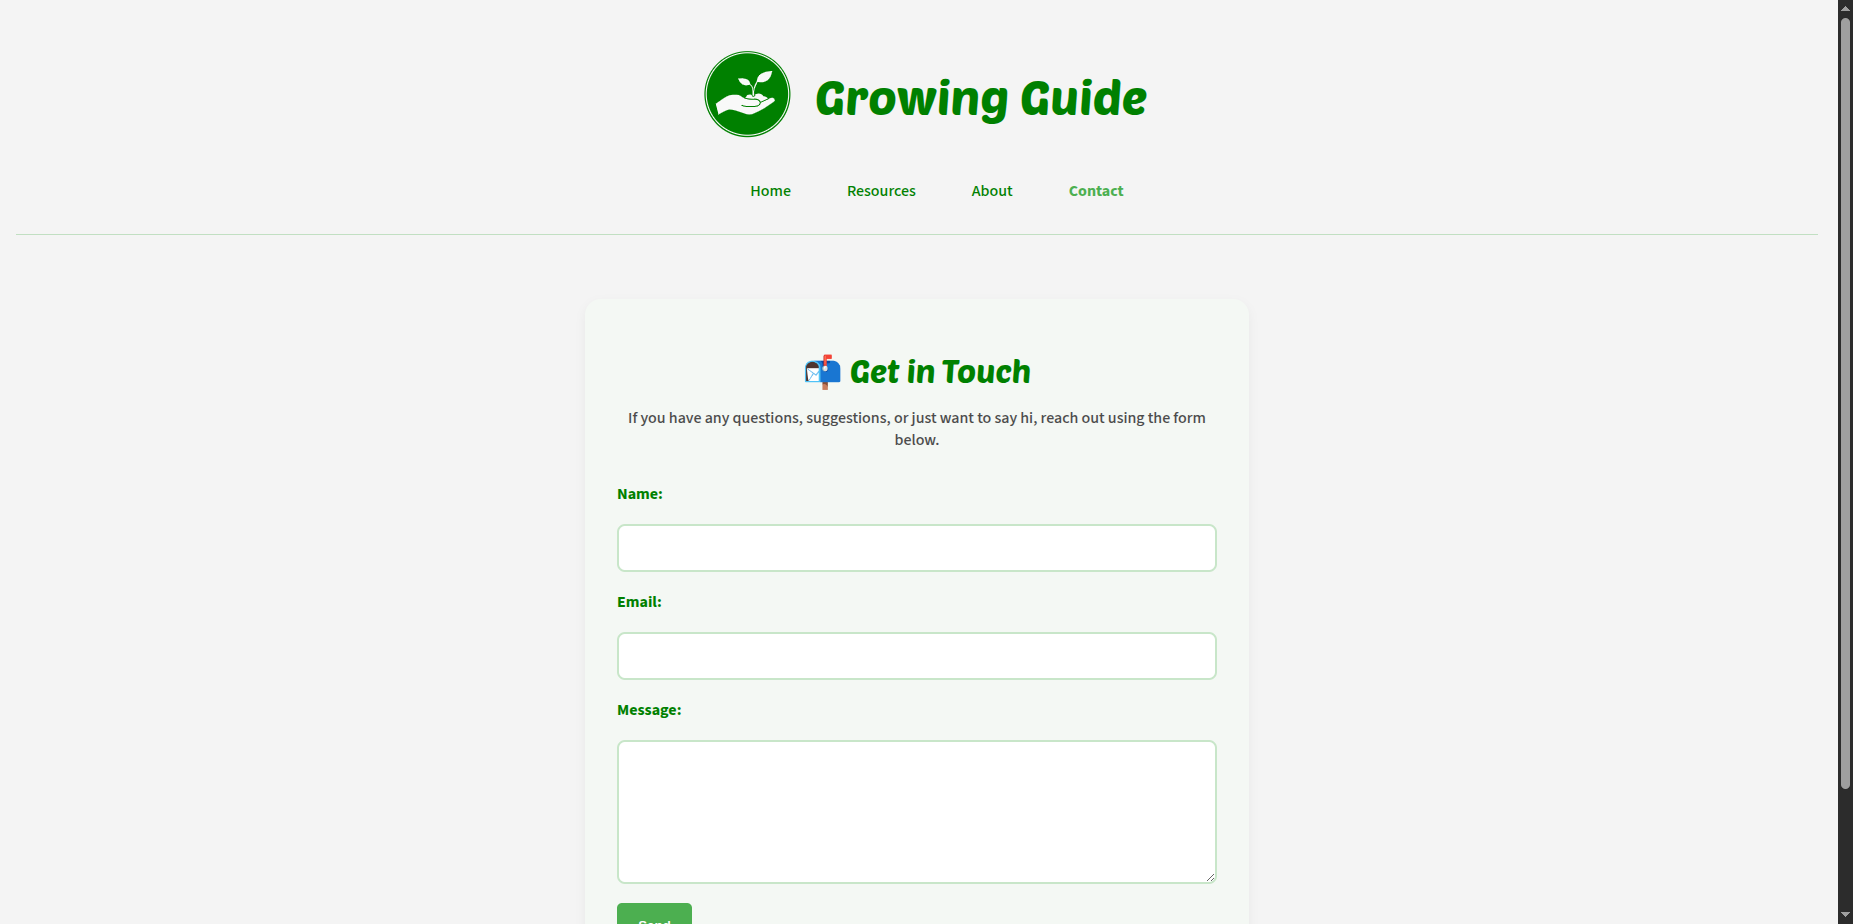 Growing Guide
Home Resources About Contact
Get in Touch
If you have any questions, suggestions, or just want to say hi, reach out using the form
below.
Name:
Email:
Message:
Send